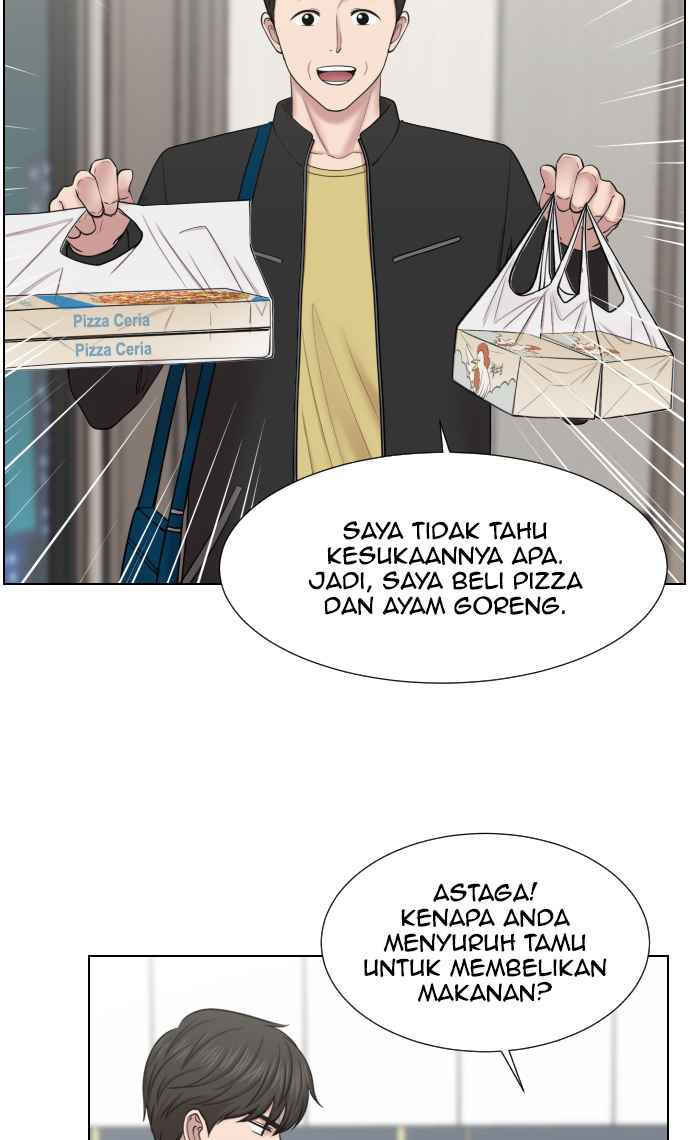 Pizza Ceria
Pizza Ceria
SAYA TIDAK TAHU
KESUKAANNYA APA.
JADI, SAYA BELI PIZZA
DAN AYAM GORENG.
ASTAGA!
KENAPA ANDA
MENYURUH TAMU
UNTUK MEMBELIKAN
MAKANAN?